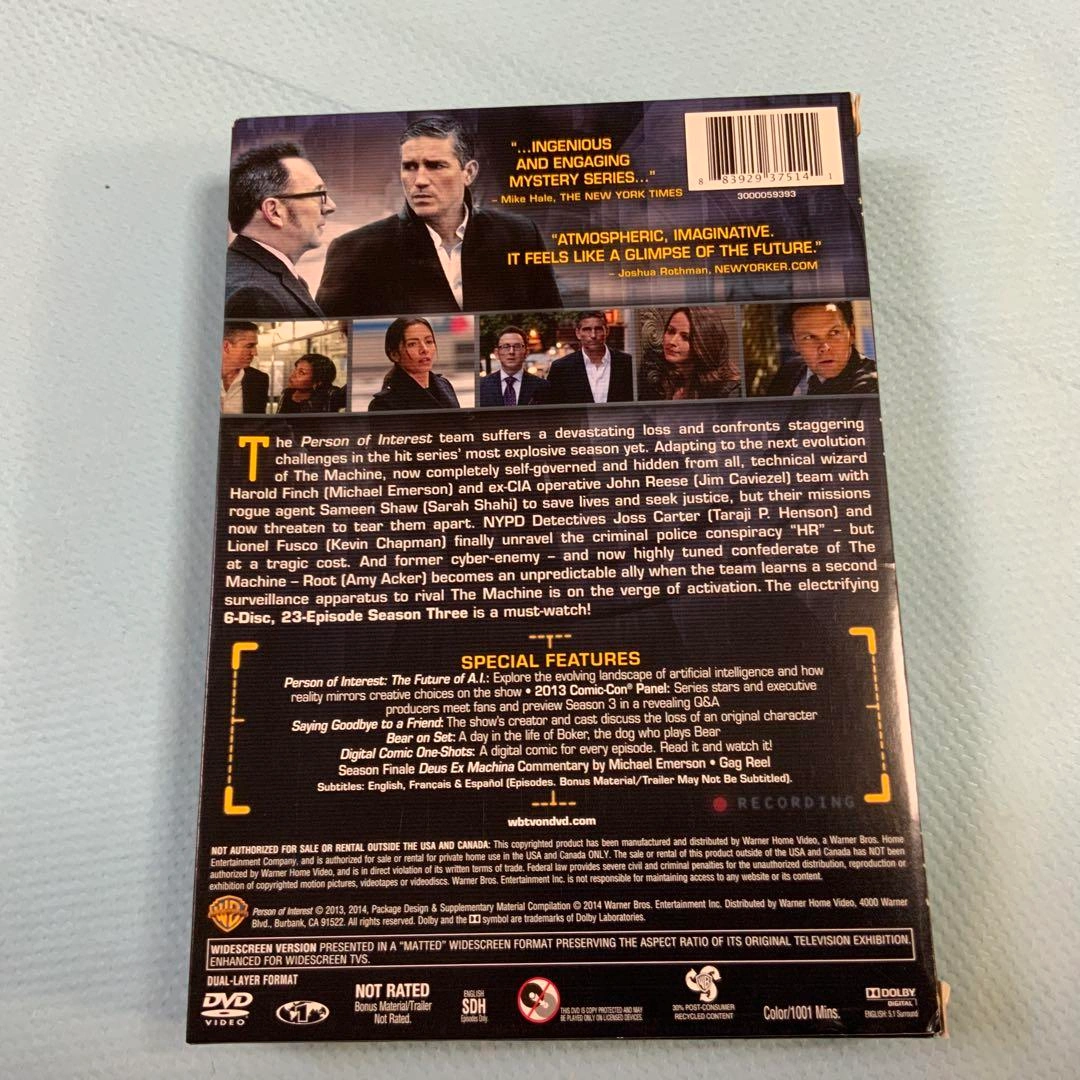 "...INGENIOUS
AND ENGAGING
MYSTERY SERIES..."
– Mike Hale, THE NEW YORK TIMES
8 83929 37514 1
3000059393
"ATMOSPHERIC, IMAGINATIVE.
IT FEELS LIKE A GLIMPSE OF THE FUTURE."
– Joshua Rothman, NEWYORKER.COM
The Person of Interest team suffers a devastating loss and confronts staggering
challenges in the hit series' most explosive season yet. Adapting to the next evolution
of The Machine, now completely self-governed and hidden from all, technical wizard
Harold Finch (Michael Emerson) and ex-CIA operative John Reese (Jim Caviezel) team with
rogue agent Sameen Shaw (Sarah Shahi) to save lives and seek justice, but their missions
now threaten to tear them apart. NYPD Detectives Joss Carter (Taraji P. Henson) and
Lionel Fusco (Kevin Chapman) finally unravel the criminal police conspiracy "HR" – but
at a tragic cost. And former cyber-enemy – and now highly tuned confederate of The
Machine – Root (Amy Acker) becomes an unpredictable ally when the team learns a second
surveillance apparatus to rival The Machine is on the verge of activation. The electrifying
6-Disc, 23-Episode Season Three is a must-watch!
SPECIAL FEATURES
Person of Interest: The Future of A.I.: Explore the evolving landscape of artificial intelligence and how
reality mirrors creative choices on the show • 2013 Comic-Con® Panel: Series stars and executive
producers meet fans and preview Season 3 in a revealing Q&A
Saying Goodbye to a Friend: The show's creator and cast discuss the loss of an original character
Bear on Set: A day in the life of Boker, the dog who plays Bear
Digital Comic One-Shots: A digital comic for every episode. Read it and watch it!
Season Finale Deus Ex Machina Commentary by Michael Emerson • Gag Reel
Subtitles: English, Français & Español (Episodes. Bonus Material/Trailer May Not Be Subtitled).
RECORDING
wbtvondvd.com
NOT AUTHORIZED FOR SALE OR RENTAL OUTSIDE THE USA AND CANADA: This copyrighted product has been manufactured and distributed by Warner Home Video, a Warner Bros. Home
Entertainment Company, and is authorized for sale or rental for private home use in the USA and Canada ONLY. The sale or rental of this product outside of the USA and Canada has NOT been
authorized by Warner Home Video, and is in direct violation of its written terms of trade. Federal law provides severe civil and criminal penalties for the unauthorized distribution, reproduction or
exhibition of copyrighted motion pictures, videotapes or videodiscs. Warner Bros. Entertainment Inc. is not responsible for maintaining access to any website or its content.
Person of Interest © 2013, 2014, Package Design & Supplementary Material Compilation © 2014 Warner Bros. Entertainment Inc. Distributed by Warner Home Video, 4000 Warner
Blvd., Burbank, CA 91522. All rights reserved. Dolby and the DD symbol are trademarks of Dolby Laboratories.
WIDESCREEN VERSION PRESENTED IN A "MATTED" WIDESCREEN FORMAT PRESERVING THE ASPECT RATIO OF ITS ORIGINAL TELEVISION EXHIBITION.
ENHANCED FOR WIDESCREEN TVS.
DUAL-LAYER FORMAT
DVD
VIDEO
1
NOT RATED
Bonus Material/Trailer
Not Rated.
ENGLISH
SDH
Episodes Only.
THIS DVD IS COPY PROTECTED AND MAY
BE PLAYED ONLY ON LICENSED DEVICES.
30% POST-CONSUMER
RECYCLED CONTENT
Color/1001 Mins.
DOLBY
DIGITAL
ENGLISH: 5.1 Surround